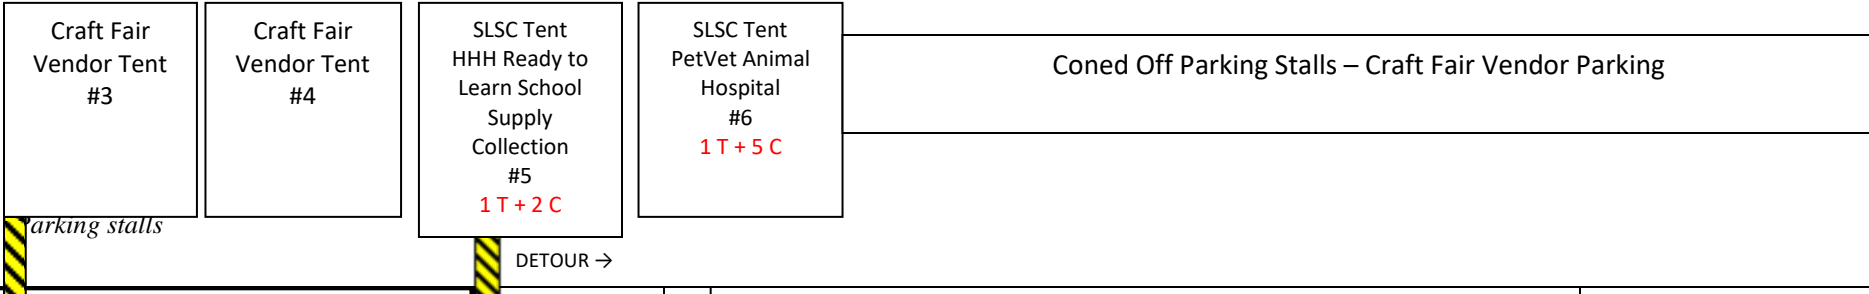 Craft Fair
Vendor Tent
#3
Craft Fair
Vendor Tent
#4
SLSC Tent
HHH Ready to
Learn School
Supply
Collection
#5
1 T + 2 C
SLSC Tent
PetVet Animal
Hospital
#6
1 T + 5 C
Coned Off Parking Stalls – Craft Fair Vendor Parking
Parking stalls
DETOUR →